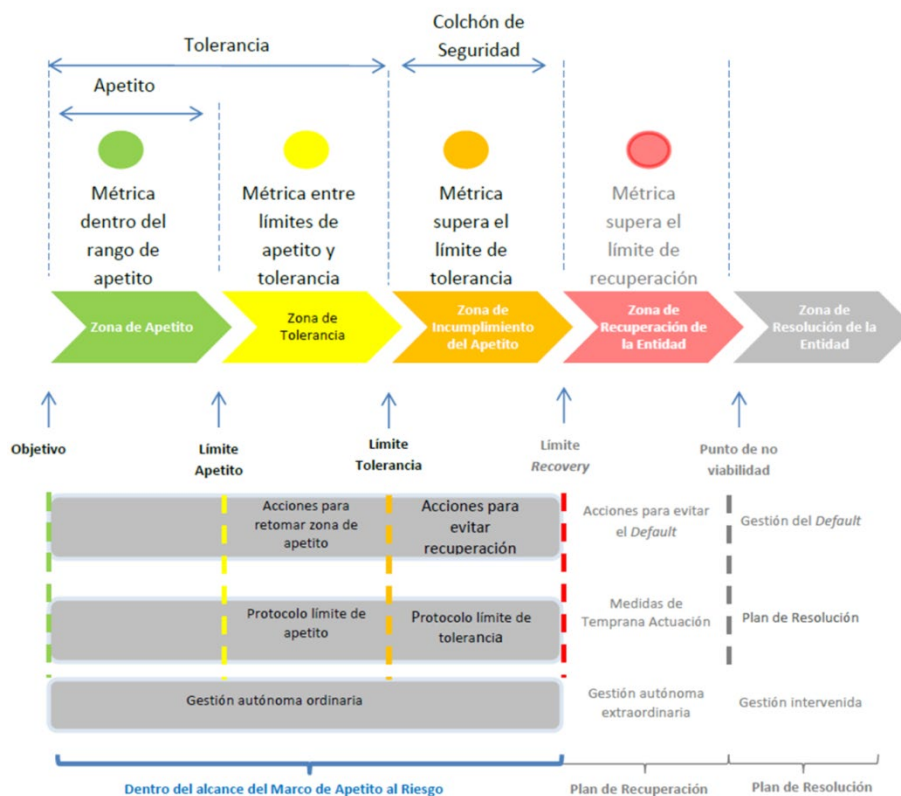 Colchón de
Seguridad
Tolerancia
Apetito
Métrica
dentro del
rango de
apetito
Métrica entre
límites de
apetito y
tolerancia
Métrica
supera el
límite de
tolerancia
Métrica
supera el
límite de
recuperación
Zona de Apetito
Zona de
Tolerancia
Zona de
Incumplimiento
del Apetito
Zona de
Recuperación de
la Entidad
Zona de
Resolución de la
Entidad
Objetivo
Límite
Apetito
Límite
Tolerancia
Límite
Recovery
Punto de no
viabilidad
Acciones para
retomar zona de
apetito
Acciones para
evitar
recuperación
Acciones para evitar
el Default
Gestión del Default
Protocolo límite de
apetito
Protocolo límite de
tolerancia
Medidas de
Temprana Actuación
Plan de Resolución
Gestión autónoma ordinaria
Gestión autónoma
extraordinaria
Gestión intervenida
Dentro del alcance del Marco de Apetito al Riesgo
Plan de Recuperación
Plan de Resolución